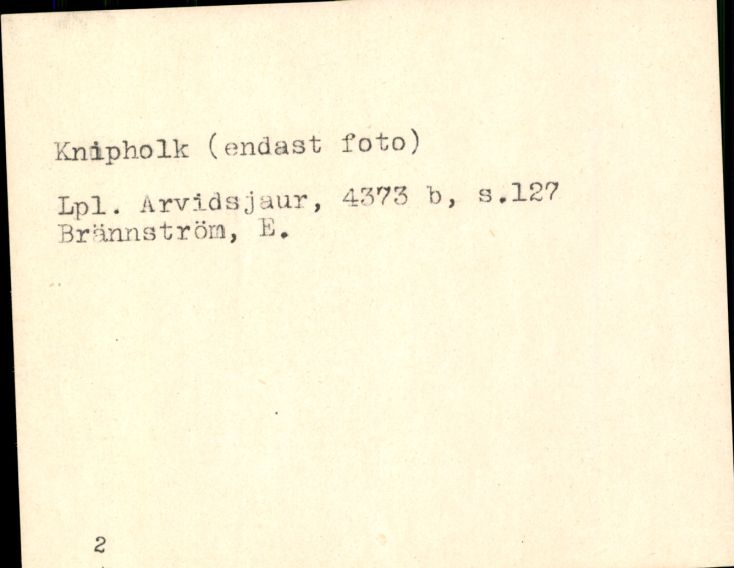 Knipholk (endast foto)
Lpl. Arvidsjaur, 4373 b, s.127
Brännström, E.
2